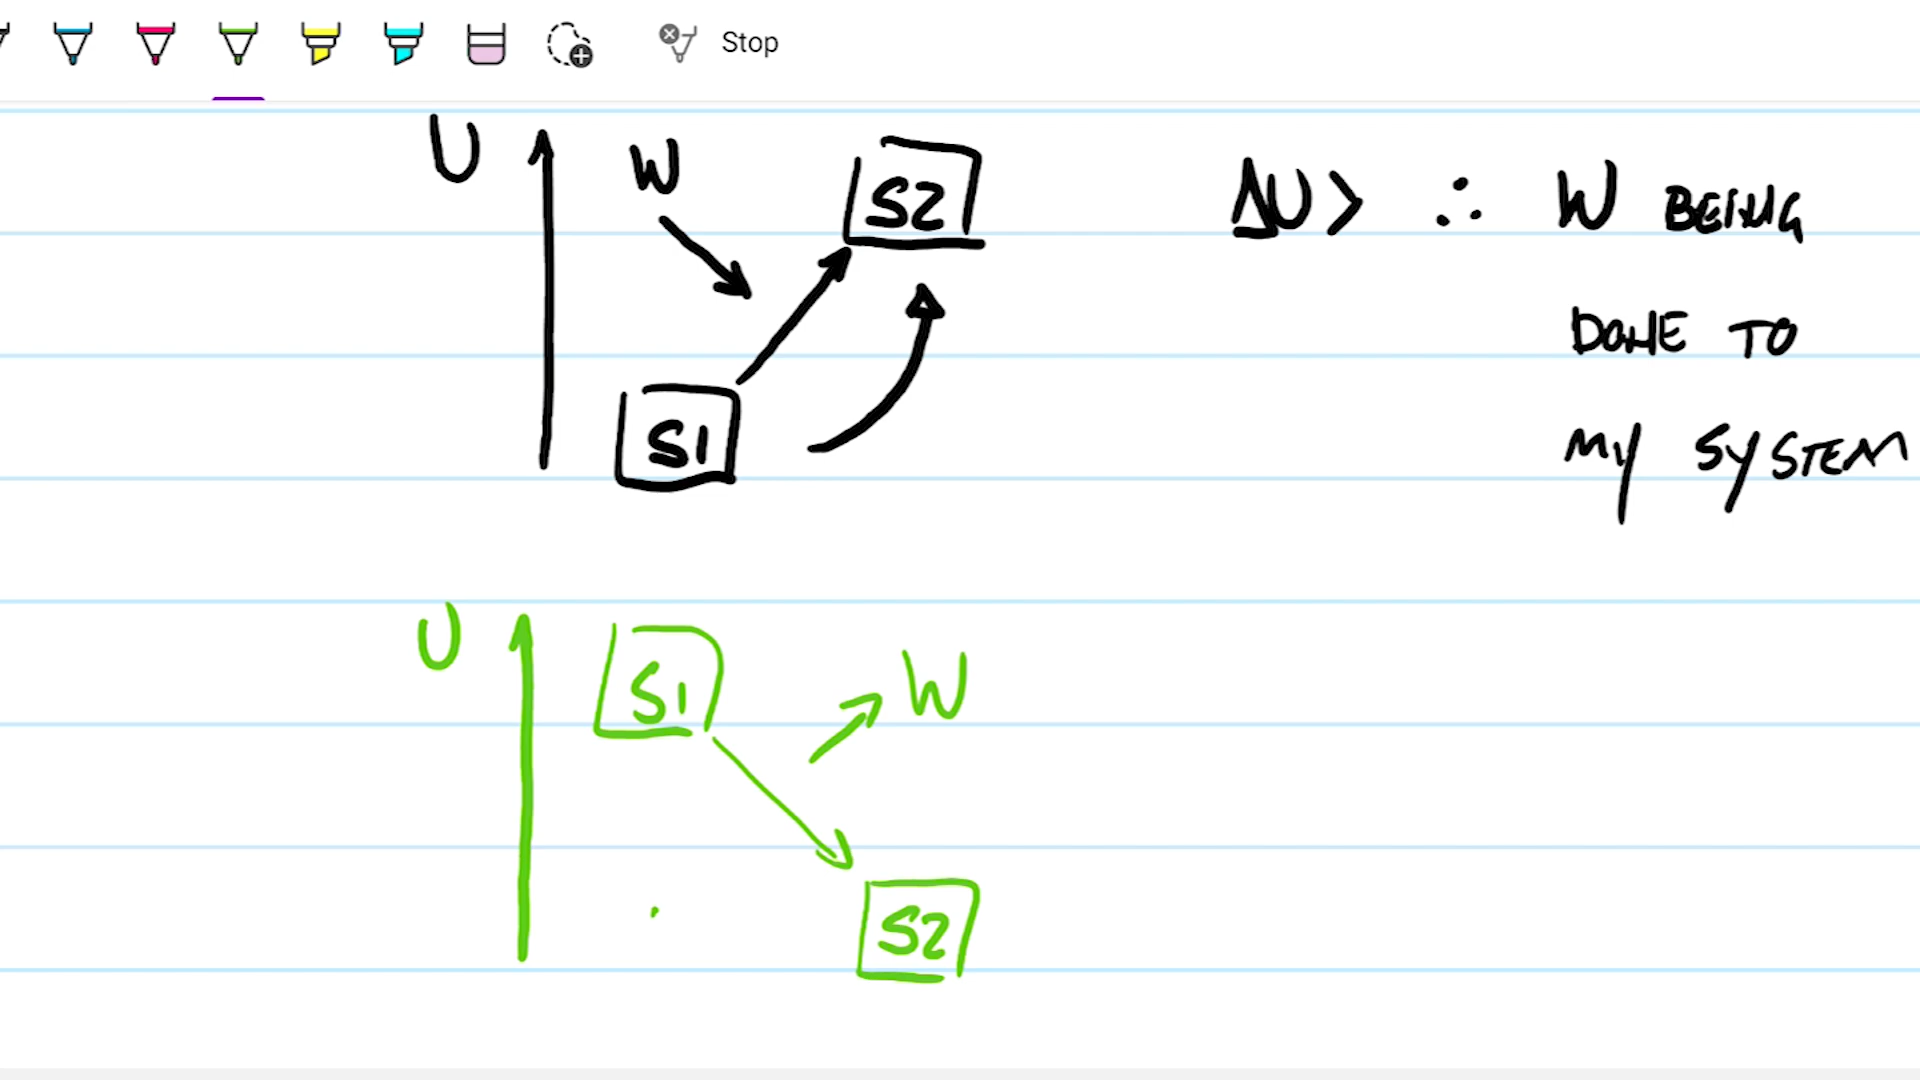 Stop
U W S2 ΔU> ∴ W BEING
DONE TO
S1 MY SYSTEM
U S1 W
S2